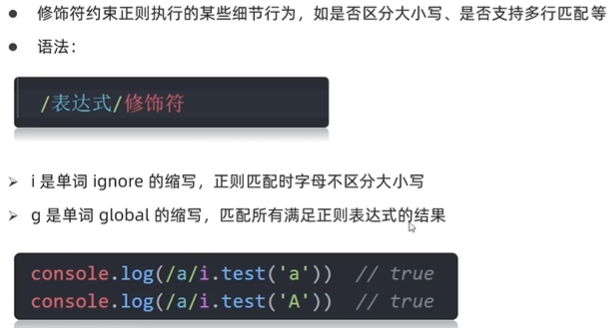 修饰符约束正则执行的某些细节行为，如是否区分大小写、是否支持多行匹配等
语法：
/表达式/修饰符
i 是单词 ignore 的缩写，正则匹配时字母不区分大小写
g 是单词 global 的缩写，匹配所有满足正则表达式的结果
console.log(/a/i.test('a'))  // true
console.log(/a/i.test('A'))  // true